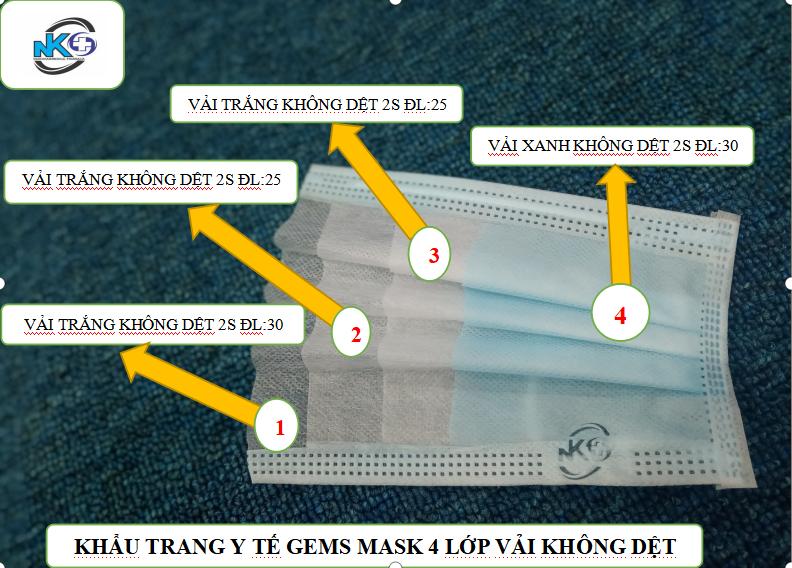 NK
VẢI TRẮNG KHÔNG DỆT 2S ĐL:25
VẢI XANH KHÔNG DỆT 2S ĐL:30
VẢI TRẮNG KHÔNG DỆT 2S ĐL:25
3
4
VẢI TRẮNG KHÔNG DỆT 2S ĐL:30
2
1
NK
KHẨU TRANG Y TẾ GEMS MASK 4 LỚP VẢI KHÔNG DỆT